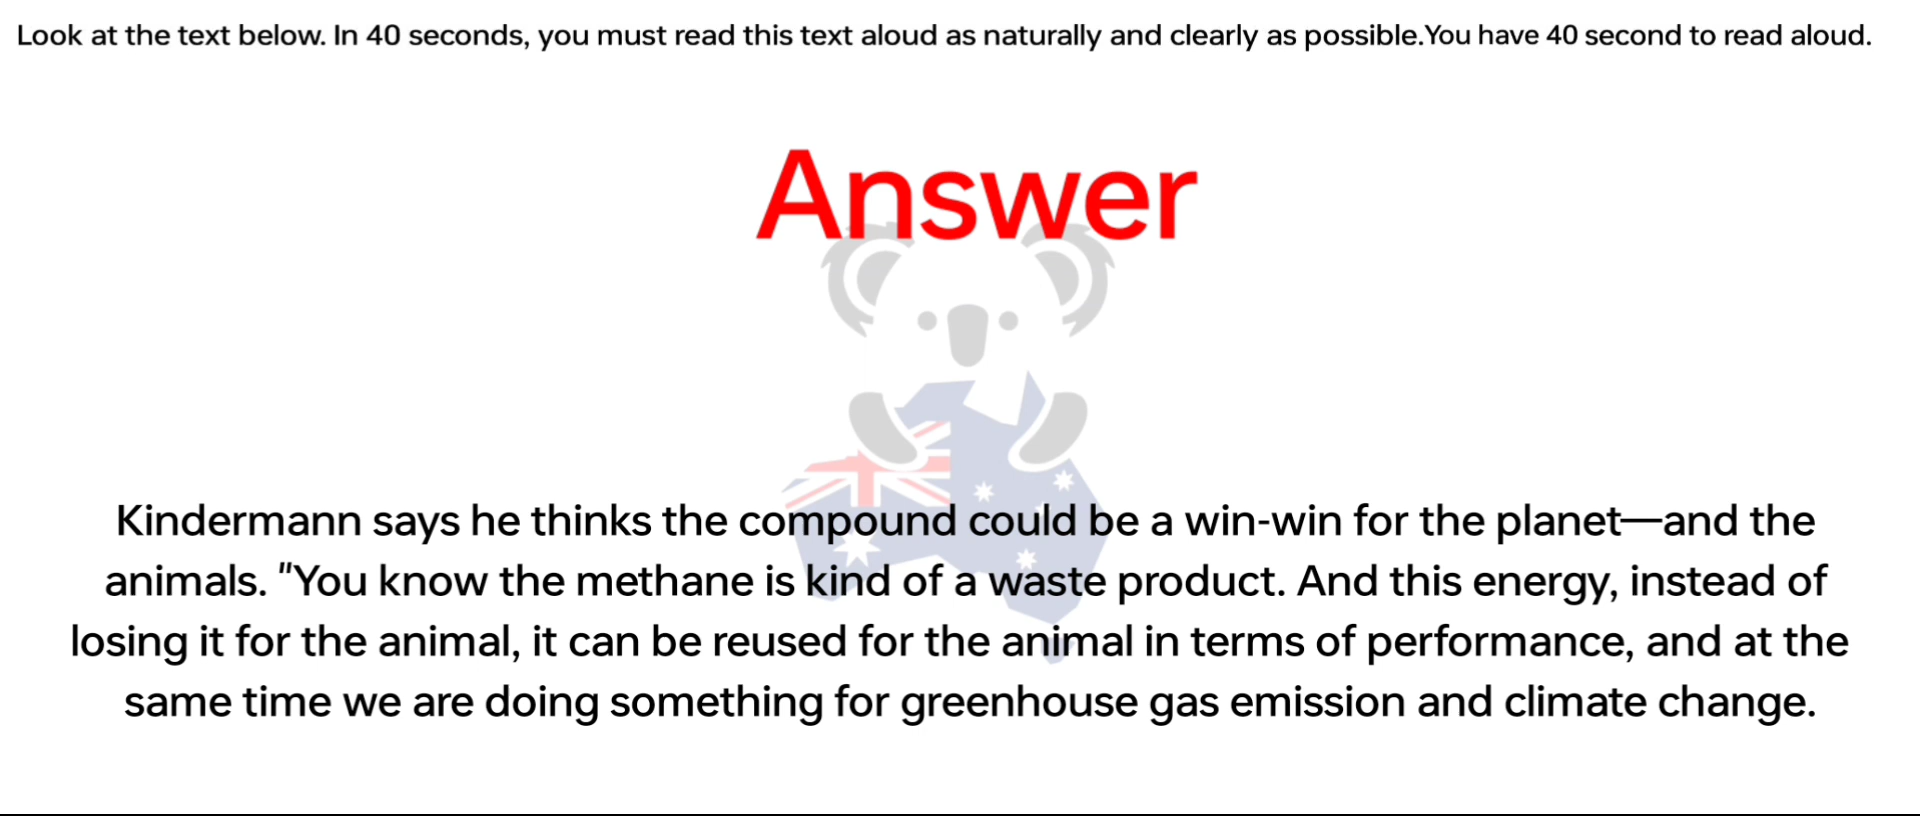 Look at the text below. In 40 seconds, you must read this text aloud as naturally and clearly as possible.You have 40 second to read aloud.
Answer
Kindermann says he thinks the compound could be a win-win for the planet—and the
animals. "You know the methane is kind of a waste product. And this energy, instead of
losing it for the animal, it can be reused for the animal in terms of performance, and at the
same time we are doing something for greenhouse gas emission and climate change.